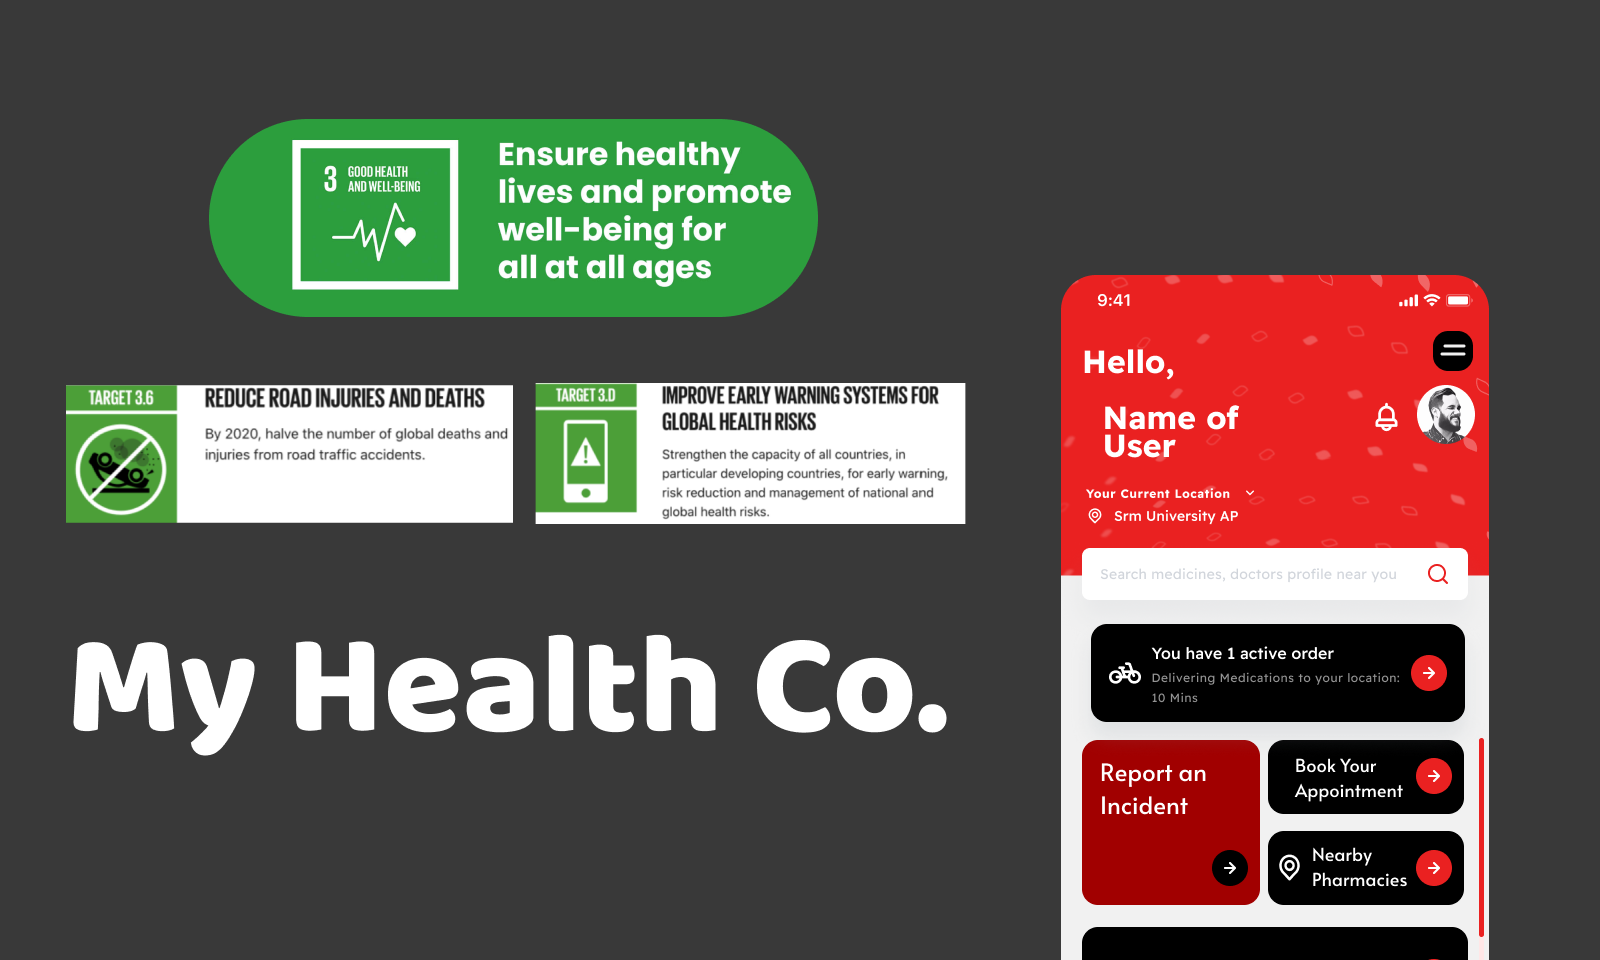 3 GOOD HEALTH
AND WELL-BEING
Ensure healthy
lives and promote
well-being for
all at all ages
TARGET 3.6
REDUCE ROAD INJURIES AND DEATHS
By 2020, halve the number of global deaths and
injuries from road traffic accidents.
TARGET 3.D
IMPROVE EARLY WARNING SYSTEMS FOR
GLOBAL HEALTH RISKS
Strengthen the capacity of all countries, in
particular developing countries, for early warning,
risk reduction and management of national and
global health risks.
My Health Co.
9:41
Hello,
Name of
User
Your Current Location
Srm University AP
Search medicines, doctors profile near you
You have 1 active order
Delivering Medications to your location:
10 Mins
Report an
Incident
Book Your
Appointment
Nearby
Pharmacies